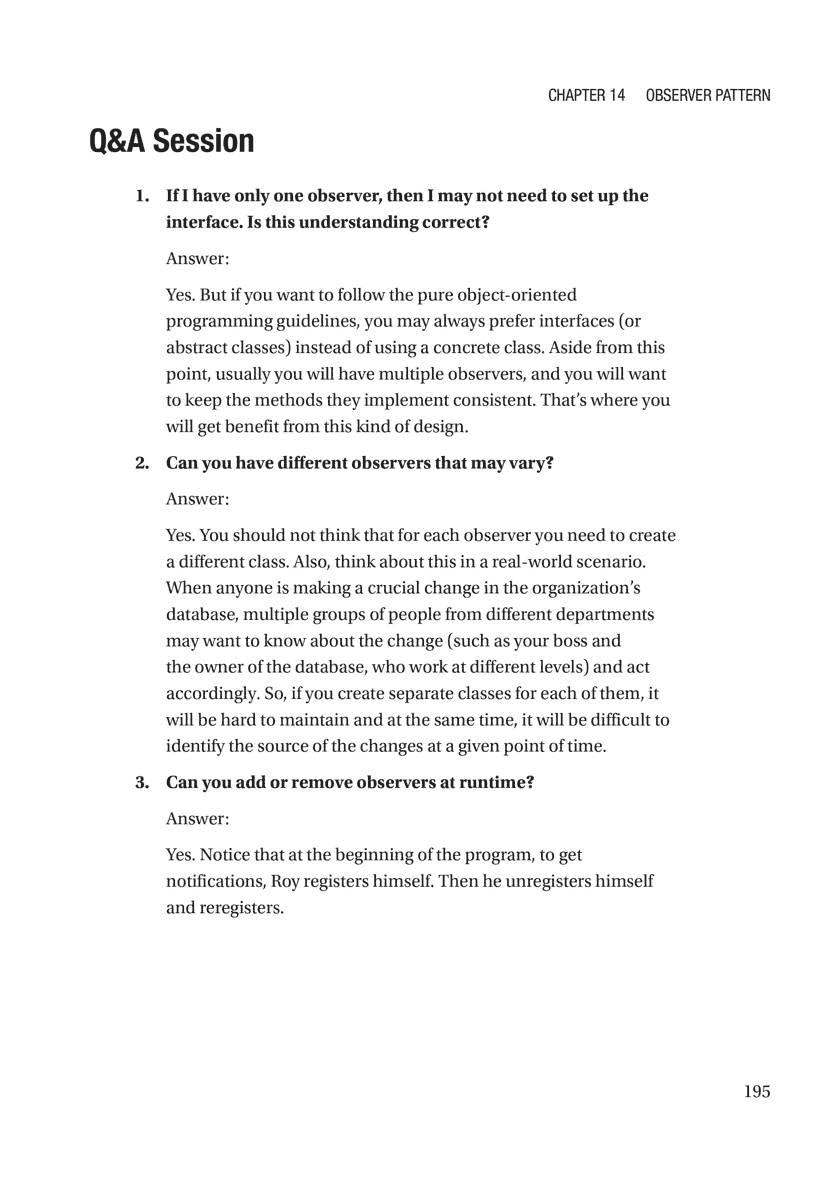 CHAPTER 14 OBSERVER PATTERN
Q&A Session
1. If I have only one observer, then I may not need to set up the
interface. Is this understanding correct?
Answer:
Yes. But if you want to follow the pure object-oriented
programming guidelines, you may always prefer interfaces (or
abstract classes) instead of using a concrete class. Aside from this
point, usually you will have multiple observers, and you will want
to keep the methods they implement consistent. That’s where you
will get benefit from this kind of design.
2. Can you have different observers that may vary?
Answer:
Yes. You should not think that for each observer you need to create
a different class. Also, think about this in a real-world scenario.
When anyone is making a crucial change in the organization’s
database, multiple groups of people from different departments
may want to know about the change (such as your boss and
the owner of the database, who work at different levels) and act
accordingly. So, if you create separate classes for each of them, it
will be hard to maintain and at the same time, it will be difficult to
identify the source of the changes at a given point of time.
3. Can you add or remove observers at runtime?
Answer:
Yes. Notice that at the beginning of the program, to get
notifications, Roy registers himself. Then he unregisters himself
and reregisters.
195